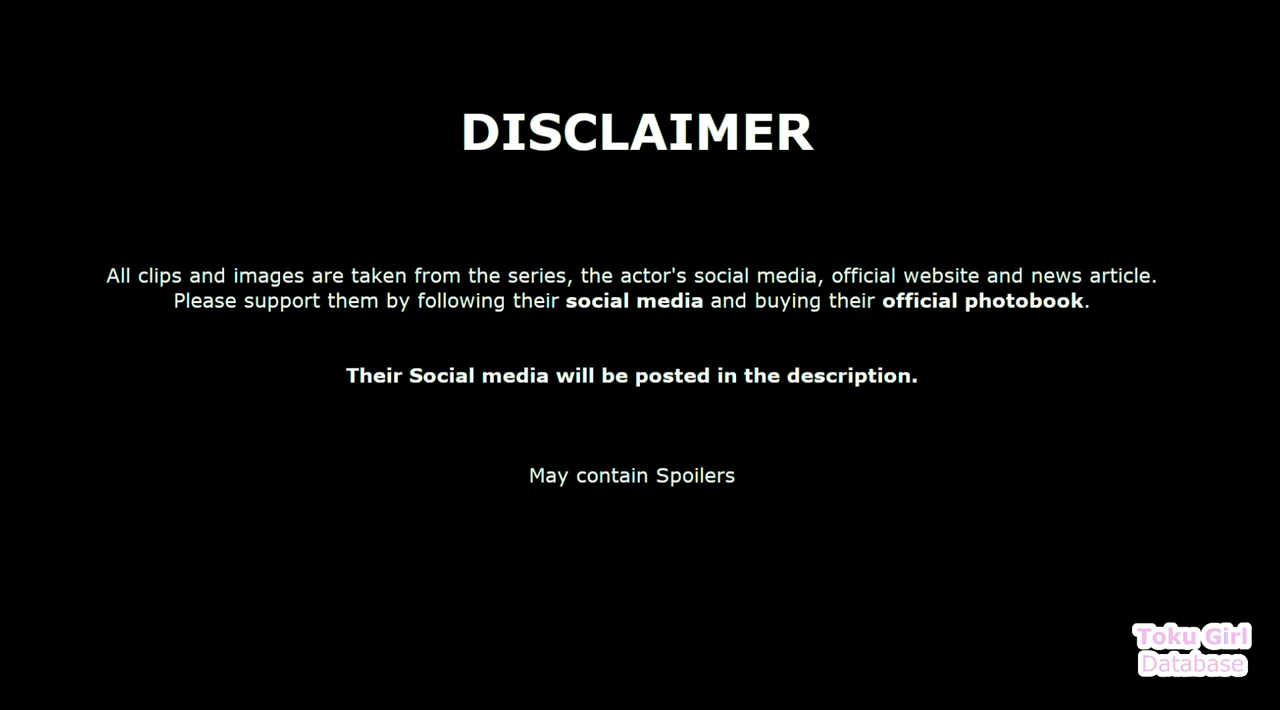 DISCLAIMER
All clips and images are taken from the series, the actor's social media, official website and news article.
Please support them by following their social media and buying their official photobook.
Their Social media will be posted in the description.
May contain Spoilers
Toku Girl
Database